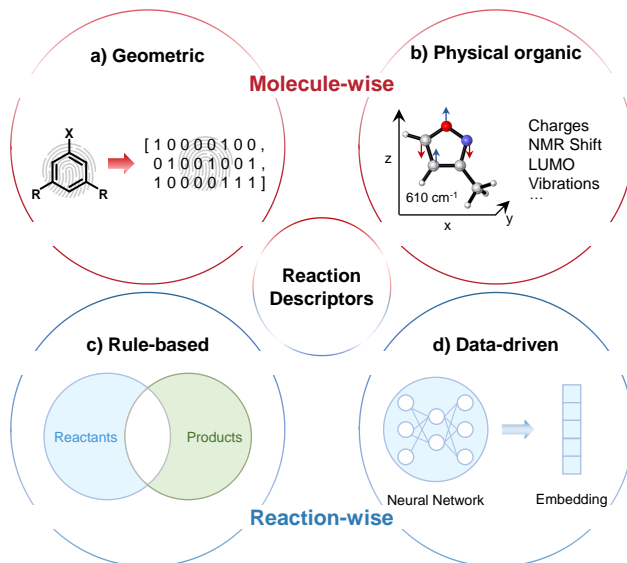 a) Geometric
b) Physical organic
Molecule-wise
X
R
R
[ 1 0 0 0 0 1 0 0 ,
0 1 0 0 1 0 0 1 ,
1 0 0 0 0 1 1 1 ]
z
610 cm⁻¹
x
y
Charges
NMR Shift
LUMO
Vibrations
...
Reaction
Descriptors
c) Rule-based
d) Data-driven
Reactants
Products
Neural Network
Embedding
Reaction-wise